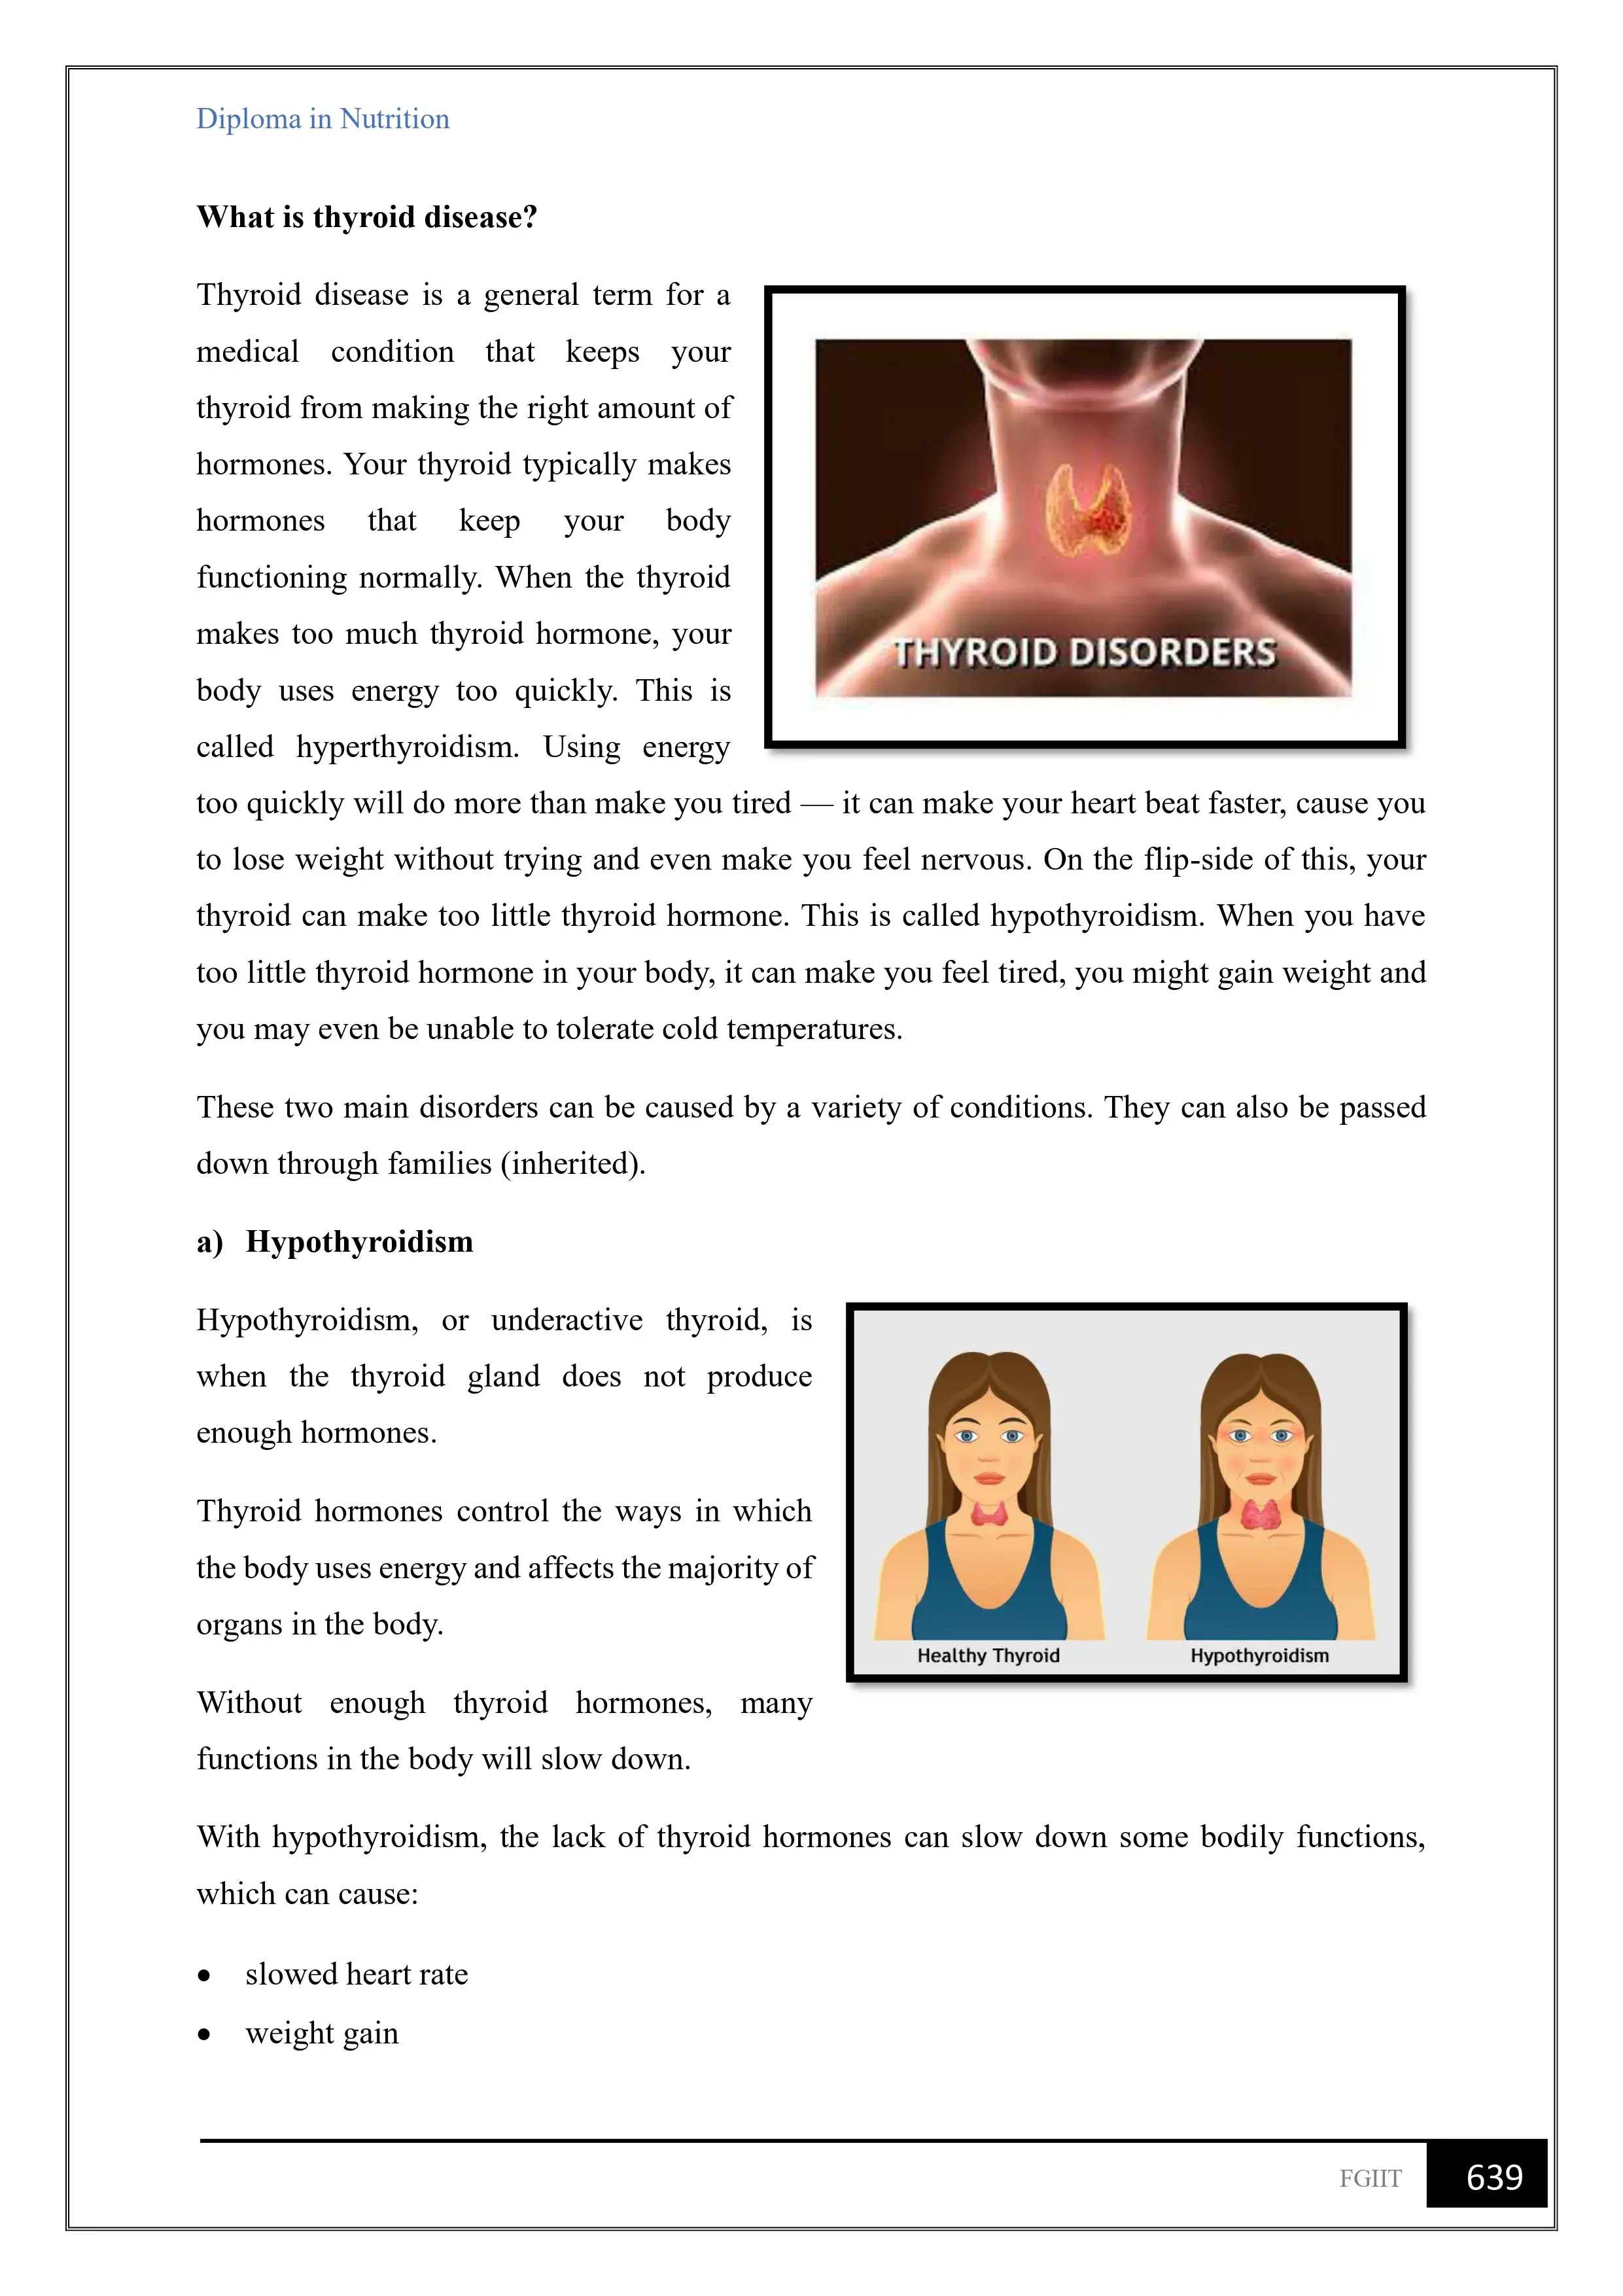 Diploma in Nutrition
What is thyroid disease?
Thyroid disease is a general term for a
medical condition that keeps your
thyroid from making the right amount of
hormones. Your thyroid typically makes
hormones that keep your body
functioning normally. When the thyroid
makes too much thyroid hormone, your
body uses energy too quickly. This is
called hyperthyroidism. Using energy
THYROID DISORDERS
too quickly will do more than make you tired — it can make your heart beat faster, cause you
to lose weight without trying and even make you feel nervous. On the flip-side of this, your
thyroid can make too little thyroid hormone. This is called hypothyroidism. When you have
too little thyroid hormone in your body, it can make you feel tired, you might gain weight and
you may even be unable to tolerate cold temperatures.
These two main disorders can be caused by a variety of conditions. They can also be passed
down through families (inherited).
a) Hypothyroidism
Hypothyroidism, or underactive thyroid, is
when the thyroid gland does not produce
enough hormones.
Thyroid hormones control the ways in which
the body uses energy and affects the majority of
organs in the body.
Healthy Thyroid
Hypothyroidism
Without enough thyroid hormones, many
functions in the body will slow down.
With hypothyroidism, the lack of thyroid hormones can slow down some bodily functions,
which can cause:
• slowed heart rate
• weight gain
FGIIT
639